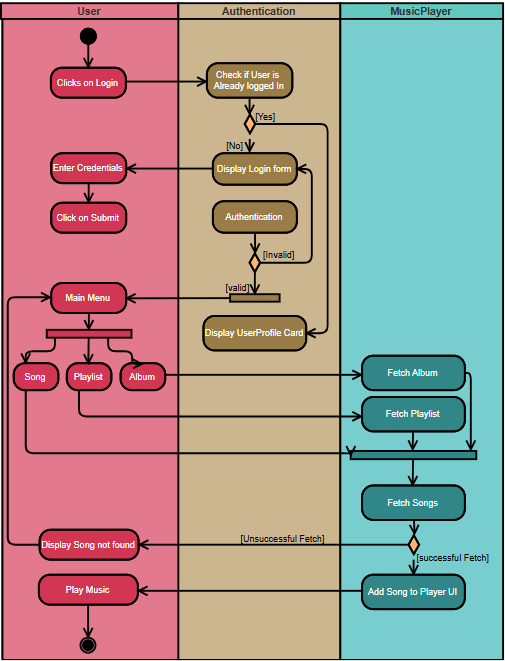 User
Authentication
MusicPlayer
Clicks on Login
Check if User is
Already logged In
[Yes]
[No]
Enter Credentials
Display Login form
Click on Submit
Authentication
[Invalid]
[valid]
Main Menu
Display UserProfile Card
Song
Playlist
Album
Fetch Album
Fetch Playlist
Fetch Songs
Display Song not found
[Unsuccessful Fetch]
[successful Fetch]
Play Music
Add Song to Player UI